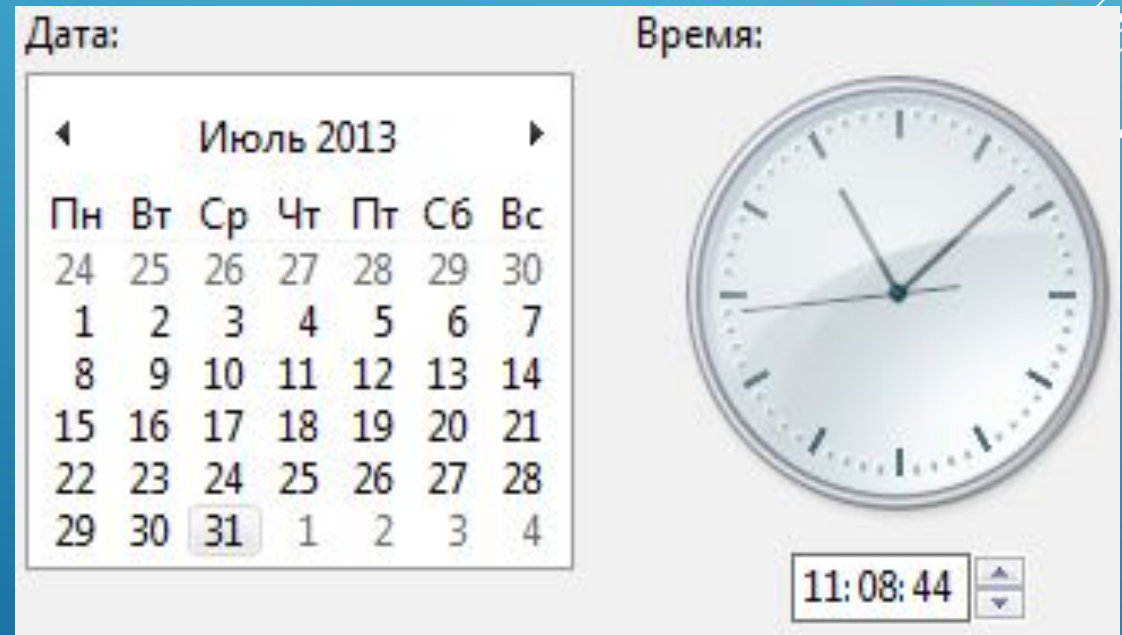 Дата:
Июль 2013
Пн Вт Ср Чт Пт Сб Вс
24 25 26 27 28 29 30
1 2 3 4 5 6 7
8 9 10 11 12 13 14
15 16 17 18 19 20 21
22 23 24 25 26 27 28
29 30 31 1 2 3 4
Время:
11:08:44